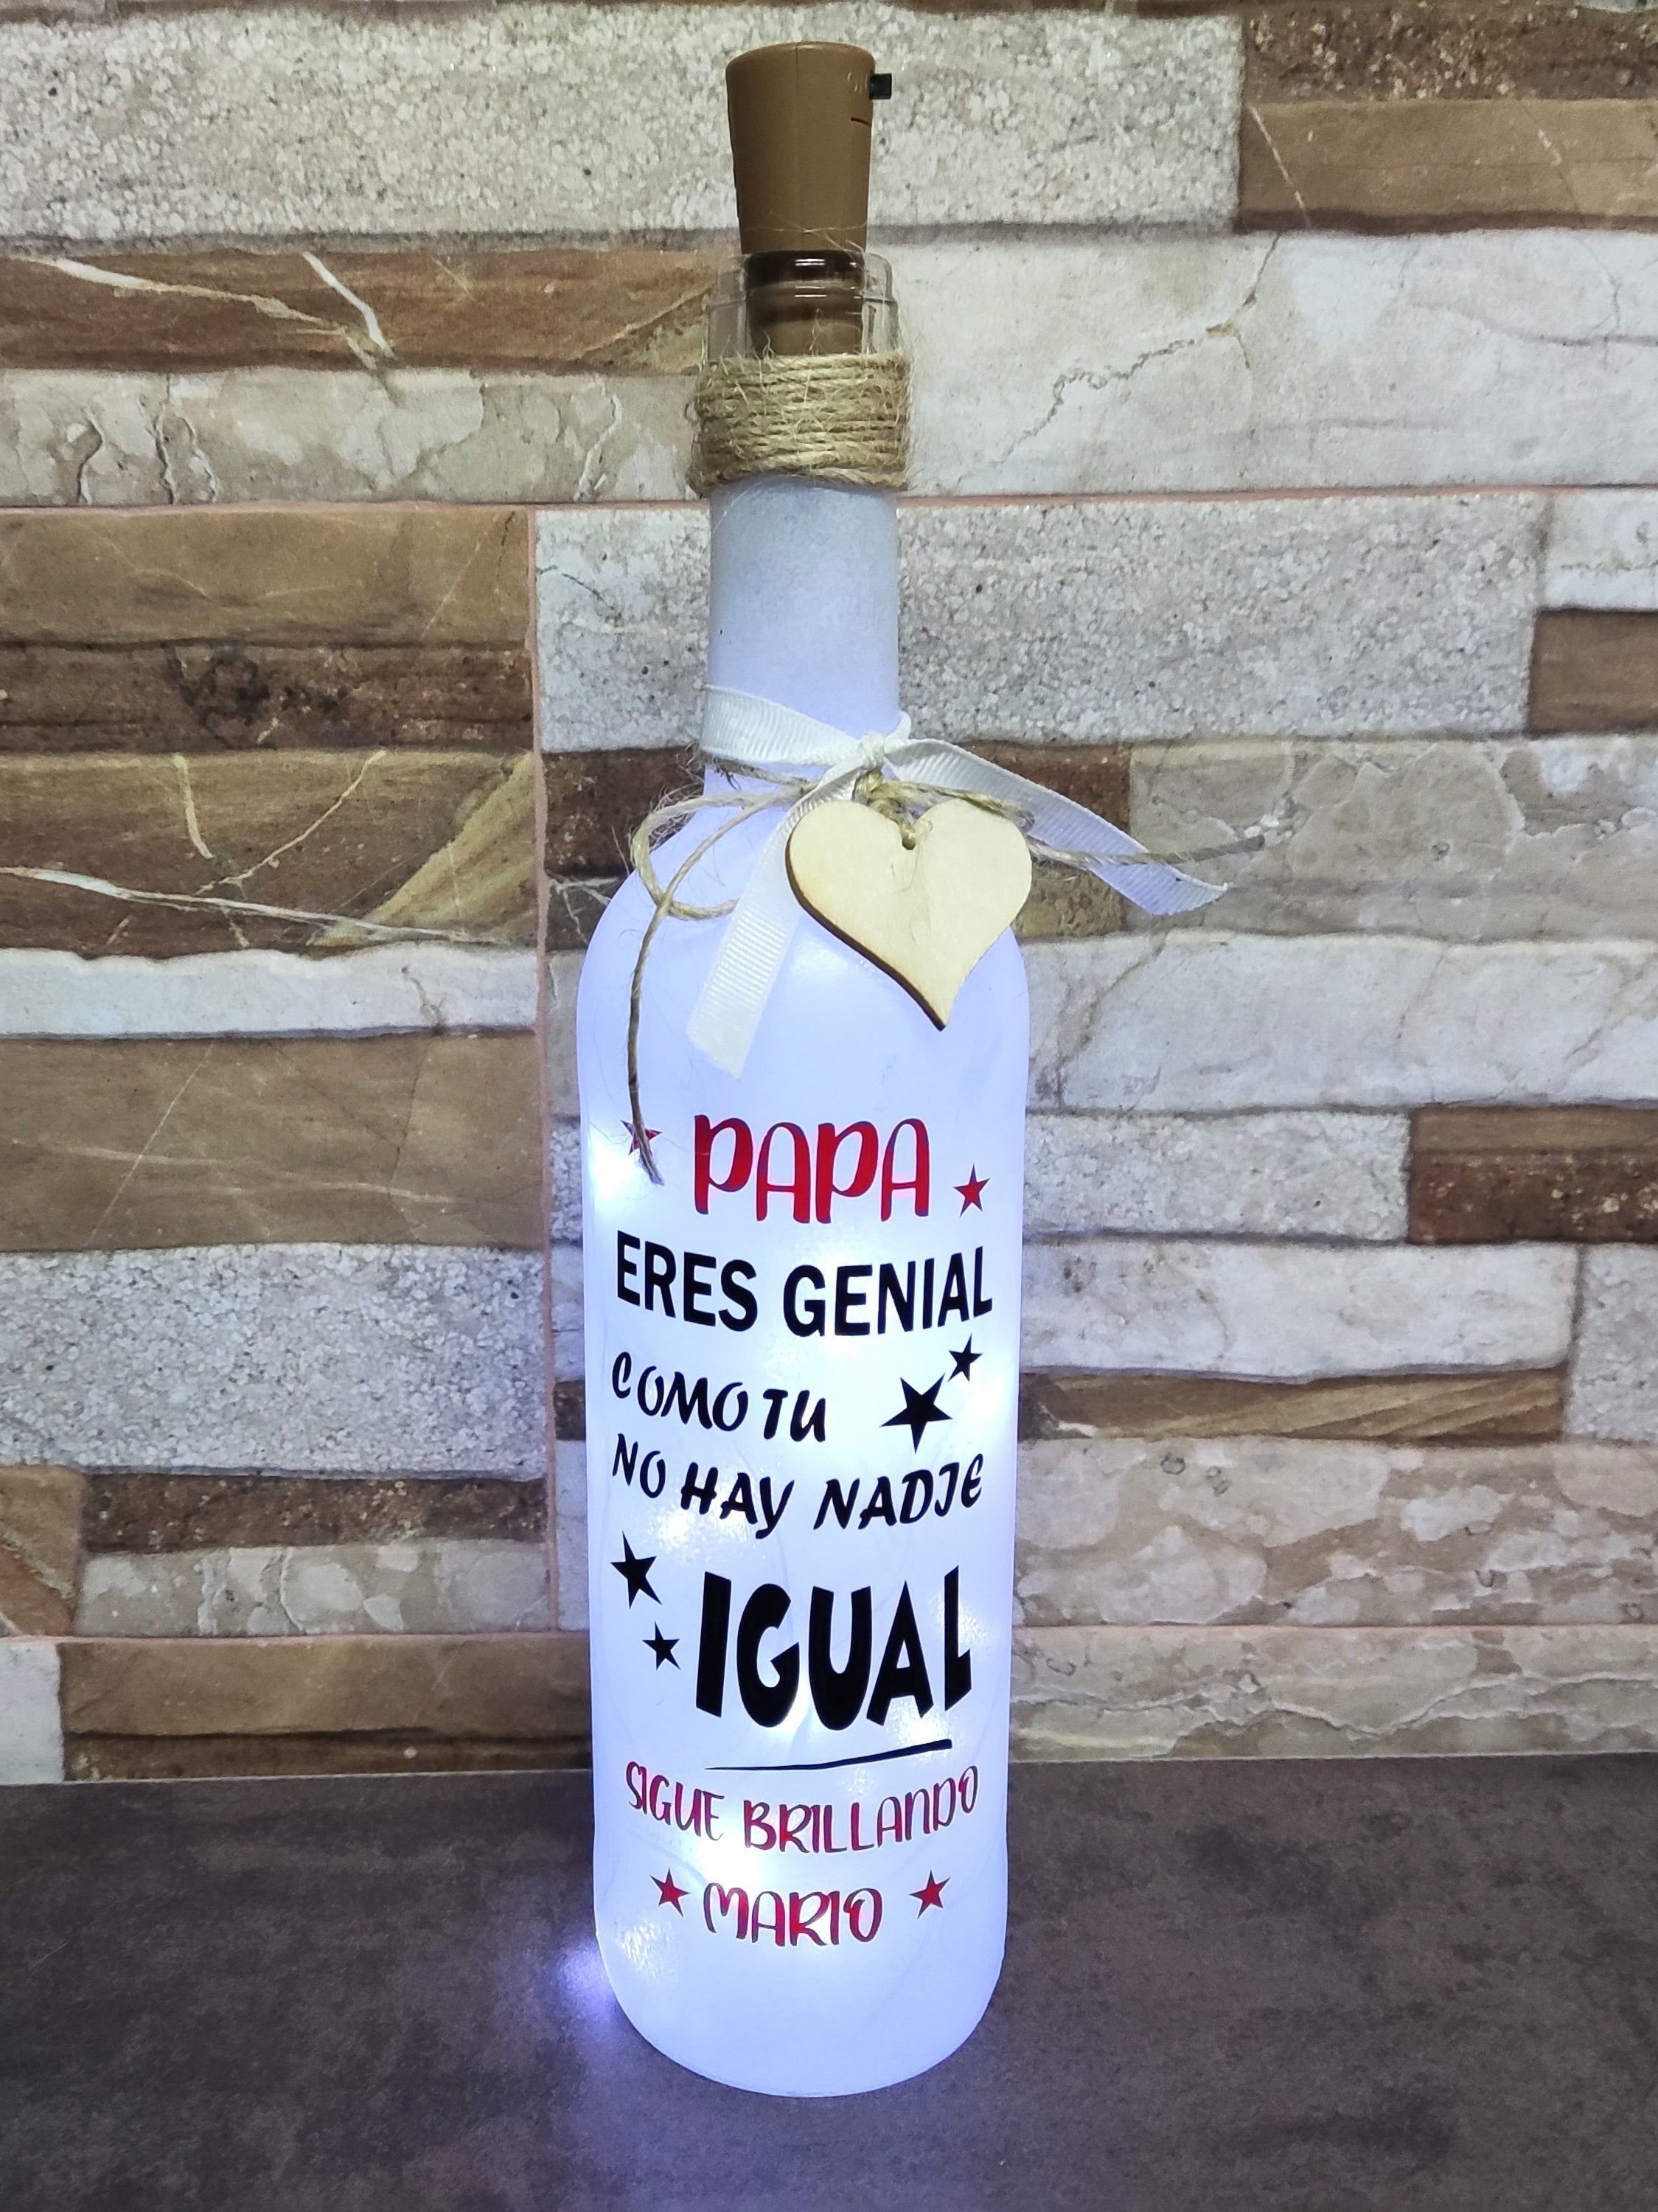 PAPA
ERES GENIAL
COMO TU
NO HAY NADIE
IGUAL
SIGUE BRILLANDO
MARIO